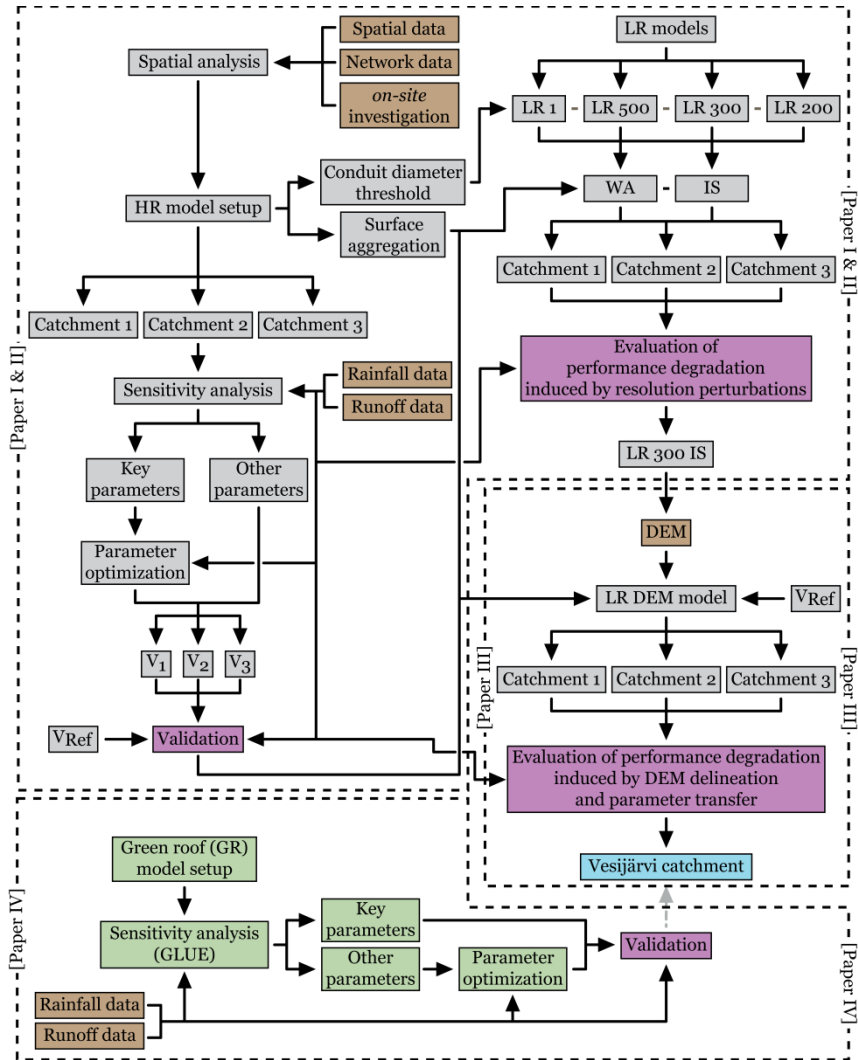 Spatial data
LR models
Spatial analysis
Network data
on-site
investigation
LR 1
LR 500
LR 300
LR 200
Conduit diameter
threshold
HR model setup
WA
IS
Surface
aggregation
[Paper I & II]
Catchment 1
Catchment 2
Catchment 3
Catchment 1
Catchment 2
Catchment 3
[Paper I & II]
Evaluation of
performance degradation
induced by resolution perturbations
Rainfall data
Sensitivity analysis
Runoff data
LR 300 IS
Key
parameters
Other
parameters
DEM
Parameter
optimization
LR DEM model
VRef
V1
V2
V3
[Paper III]
Catchment 1
Catchment 2
Catchment 3
[Paper III]
VRef
Validation
Evaluation of performance degradation
induced by DEM delineation
and parameter transfer
Green roof (GR)
model setup
Vesijärvi catchment
[Paper IV]
Sensitivity analysis
(GLUE)
Key
parameters
Other
parameters
Parameter
optimization
Validation
[Paper IV]
Rainfall data
Runoff data